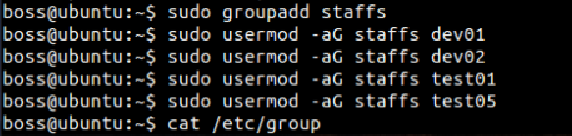 boss@ubuntu:~$ sudo groupadd staffs
boss@ubuntu:~$ sudo usermod -aG staffs dev01
boss@ubuntu:~$ sudo usermod -aG staffs dev02
boss@ubuntu:~$ sudo usermod -aG staffs test01
boss@ubuntu:~$ sudo usermod -aG staffs test05
boss@ubuntu:~$ cat /etc/group